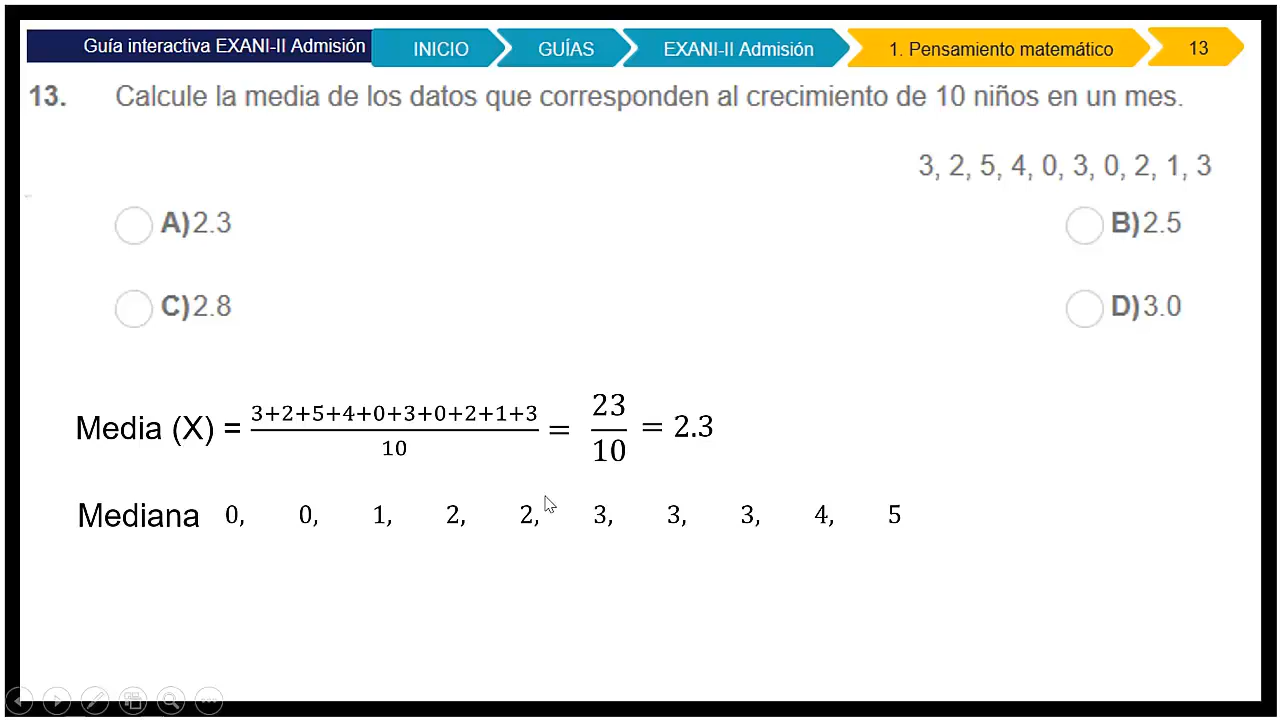 Guía interactiva EXANI-II Admisión INICIO GUÍAS EXANI-II Admisión 1. Pensamiento matemático 13
13. Calcule la media de los datos que corresponden al crecimiento de 10 niños en un mes.
3, 2, 5, 4, 0, 3, 0, 2, 1, 3
A)2.3 B)2.5
C)2.8 D)3.0
Media (X) = 3+2+5+4+0+3+0+2+1+3/10 = 23/10 = 2.3
Mediana 0, 0, 1, 2, 2, 3, 3, 3, 4, 5